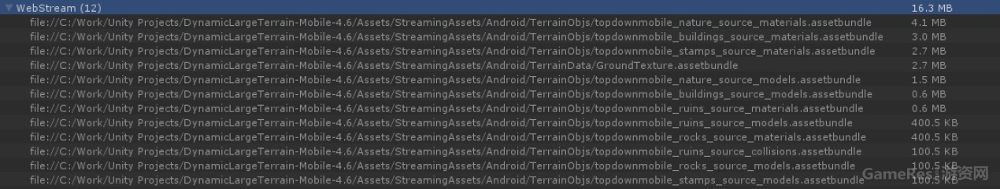 WebStream (12) 16.3 MB
file://C:/Work/Unity Projects/DynamicLargeTerrain-Mobile-4.6/Assets/StreamingAssets/Android/TerrainObjs/topdownmobile_nature_source_materials.assetbundle 4.1 MB
file://C:/Work/Unity Projects/DynamicLargeTerrain-Mobile-4.6/Assets/StreamingAssets/Android/TerrainObjs/topdownmobile_buildings_source_materials.assetbundle 3.0 MB
file://C:/Work/Unity Projects/DynamicLargeTerrain-Mobile-4.6/Assets/StreamingAssets/Android/TerrainObjs/topdownmobile_stamps_source_materials.assetbundle 2.7 MB
file://C:/Work/Unity Projects/DynamicLargeTerrain-Mobile-4.6/Assets/StreamingAssets/Android/TerrainData/GroundTexture.assetbundle 2.7 MB
file://C:/Work/Unity Projects/DynamicLargeTerrain-Mobile-4.6/Assets/StreamingAssets/Android/TerrainObjs/topdownmobile_nature_source_models.assetbundle 1.5 MB
file://C:/Work/Unity Projects/DynamicLargeTerrain-Mobile-4.6/Assets/StreamingAssets/Android/TerrainObjs/topdownmobile_buildings_source_models.assetbundle 0.6 MB
file://C:/Work/Unity Projects/DynamicLargeTerrain-Mobile-4.6/Assets/StreamingAssets/Android/TerrainObjs/topdownmobile_ruins_source_materials.assetbundle 0.6 MB
file://C:/Work/Unity Projects/DynamicLargeTerrain-Mobile-4.6/Assets/StreamingAssets/Android/TerrainObjs/topdownmobile_ruins_source_models.assetbundle 400.5 KB
file://C:/Work/Unity Projects/DynamicLargeTerrain-Mobile-4.6/Assets/StreamingAssets/Android/TerrainObjs/topdownmobile_rocks_source_materials.assetbundle 400.5 KB
file://C:/Work/Unity Projects/DynamicLargeTerrain-Mobile-4.6/Assets/StreamingAssets/Android/TerrainObjs/topdownmobile_ruins_source_collisions.assetbundle 100.5 KB
file://C:/Work/Unity Projects/DynamicLargeTerrain-Mobile-4.6/Assets/StreamingAssets/Android/TerrainObjs/topdownmobile_rocks_source_models.assetbundle 100.5 KB
file://C:/Work/Unity Projects/DynamicLargeTerrain-Mobile-4.6/Assets/StreamingAssets/Android/TerrainObjs/topdownmobile_stamps_source_models.assetbundle 100.5 KB
GameRes 游资网